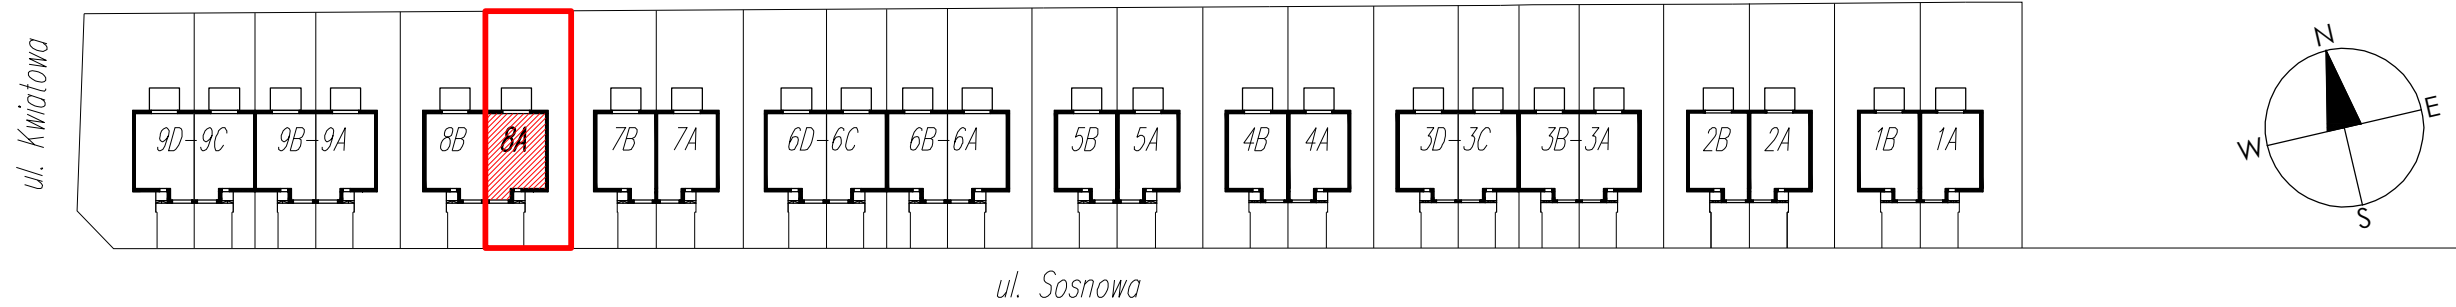 ul. Kwiatowa
9D-9C 9B-9A 8B 8A 7B 7A 6D-6C 6B-6A 5B 5A 4B 4A 3D-3C 3B-3A 2B 2A 1B 1A
N
E
W
S
ul. Sosnowa